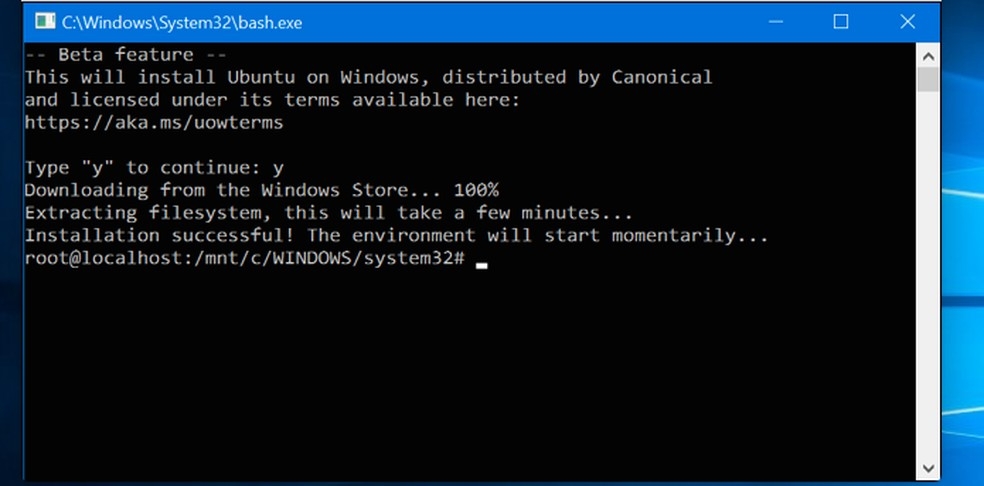 C:\Windows\System32\bash.exe
-- Beta feature --
This will install Ubuntu on Windows, distributed by Canonical
and licensed under its terms available here:
https://aka.ms/uowterms
Type "y" to continue: y
Downloading from the Windows Store... 100%
Extracting filesystem, this will take a few minutes...
Installation successful! The environment will start momentarily...
root@localhost:/mnt/c/WINDOWS/system32#